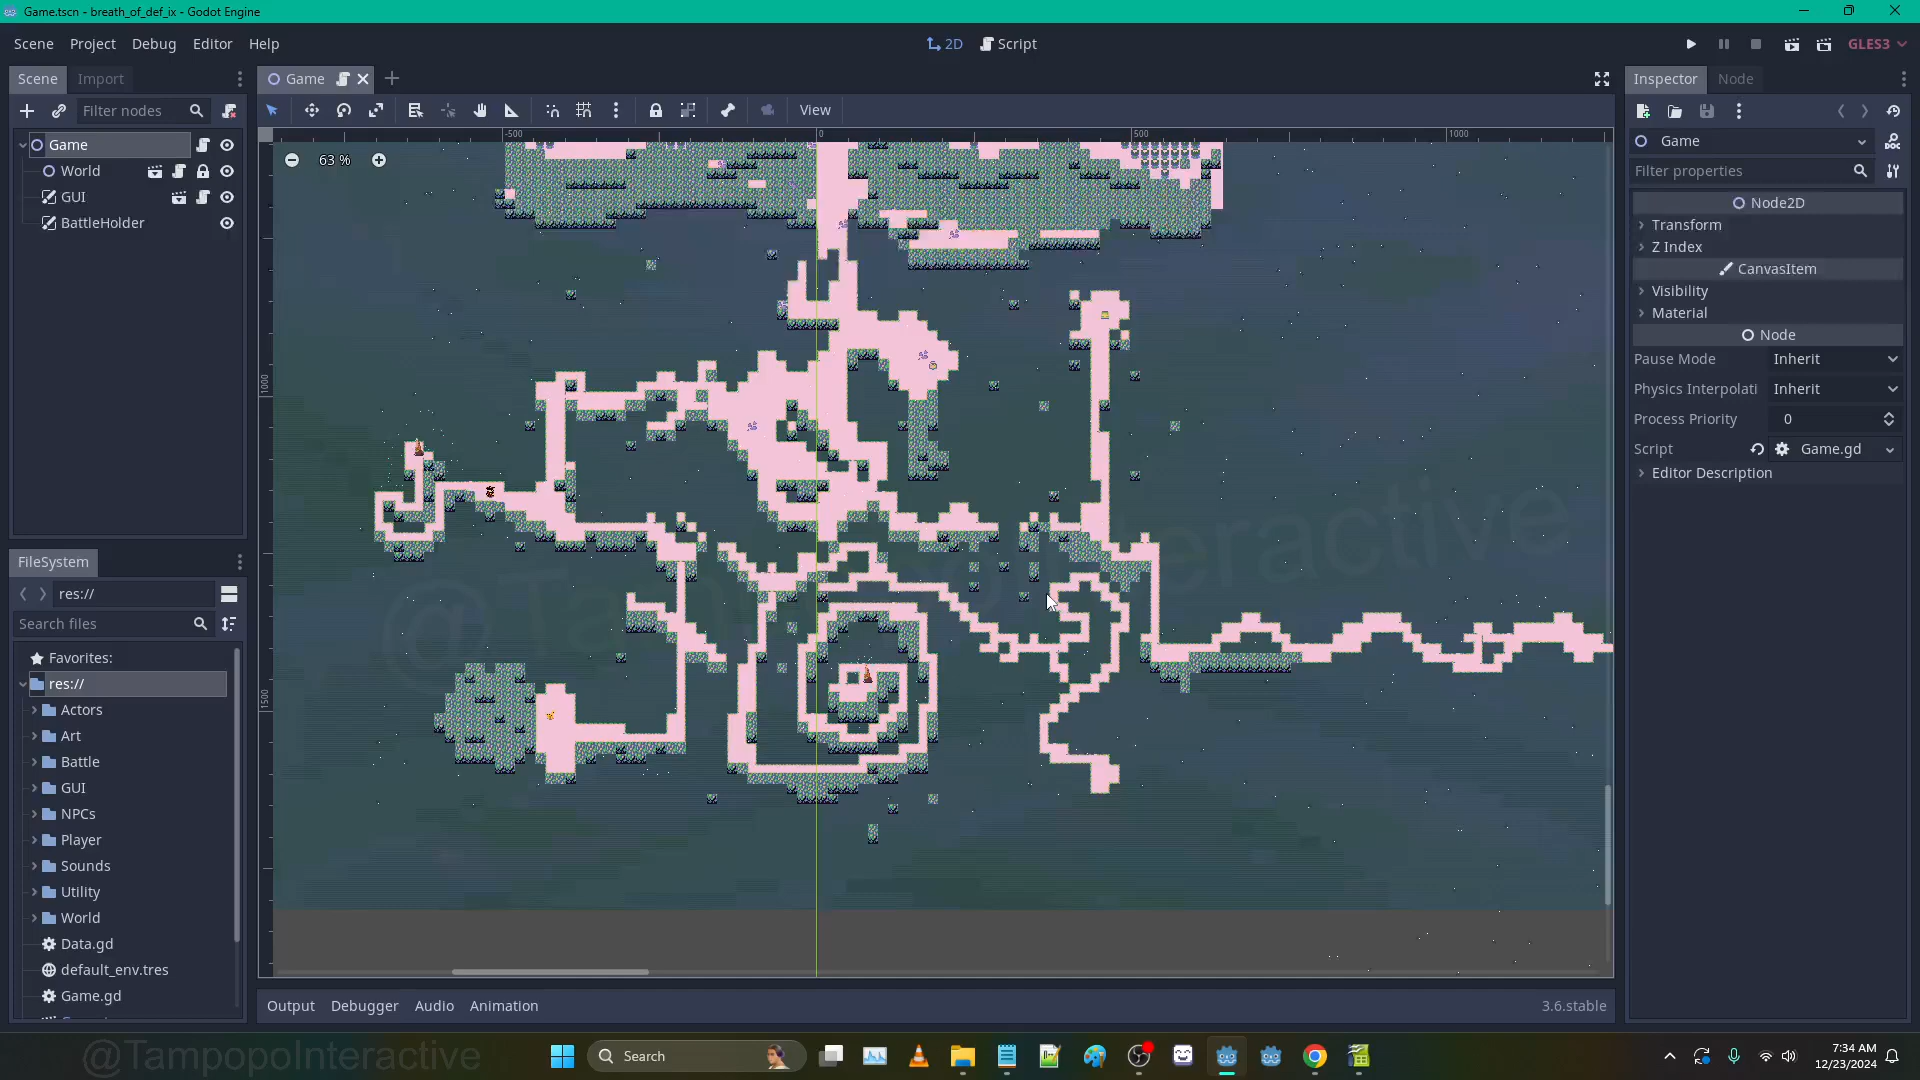 Game.tscn - breath_of_def_ix - Godot Engine
Scene Project Debug Editor Help
2D Script
GLES3
Scene Import
Game
Inspector Node
Filter nodes
View
Game
World
GUI
BattleHolder
-500 0 500 1000
63 %
1000
1500
Game
Filter properties
Node2D
Transform
Z Index
CanvasItem
Visibility
Material
Node
Pause Mode Inherit
Physics Interpolati Inherit
Process Priority 0
Script Game.gd
Editor Description
@TampopoInteractive
FileSystem
res://
Search files
Favorites:
res://
Actors
Art
Battle
GUI
NPCs
Player
Sounds
Utility
World
Data.gd
default_env.tres
Game.gd
Output Debugger Audio Animation
3.6.stable
@TampopoInteractive
Search
7:34 AM
12/23/2024